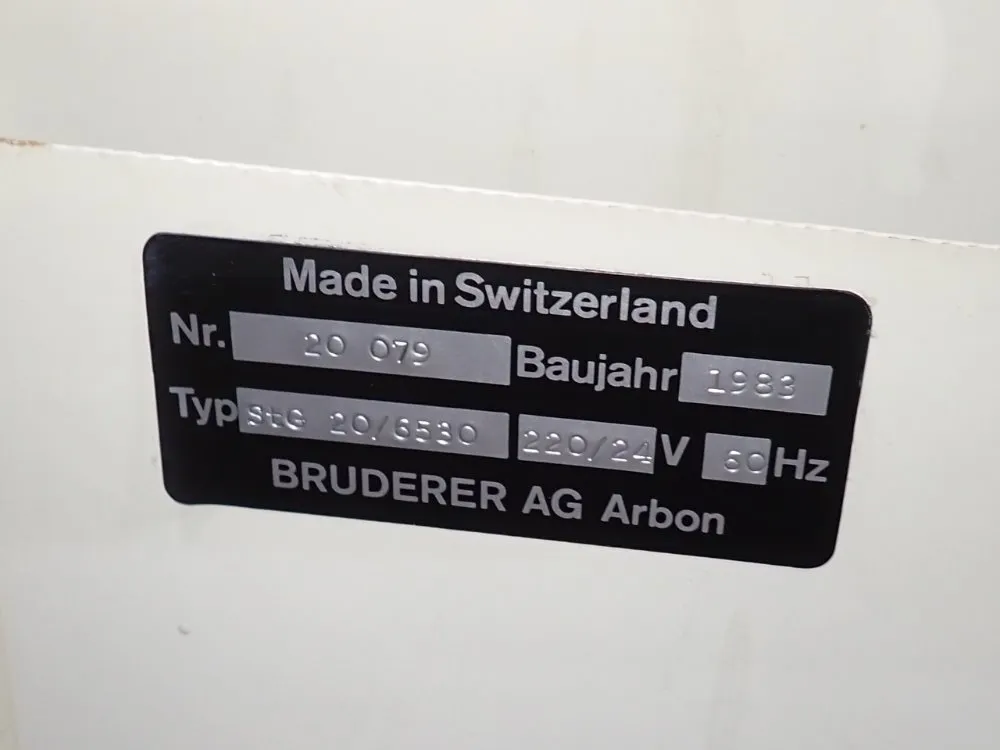 Made in Switzerland
Nr. 20 079 Baujahr 1983
Typ StG 20/6530 220/24 V 60 Hz
BRUDERER AG Arbon